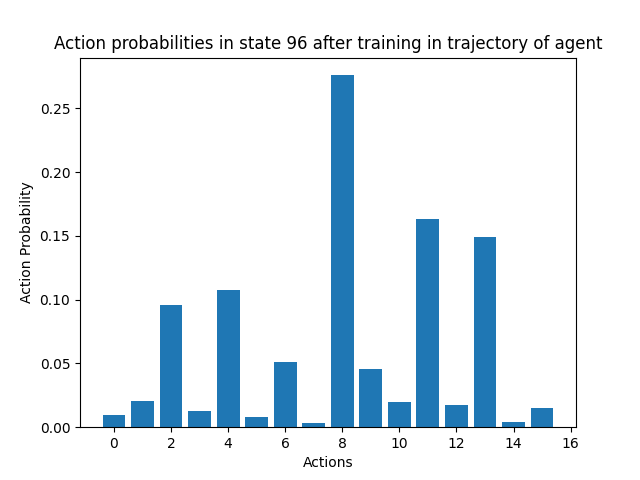 Action probabilities in state 96 after training in trajectory of agent
0.25
0.20
0.15
0.10
0.05
0.00
Action Probability
0 2 4 6 8 10 12 14 16
Actions